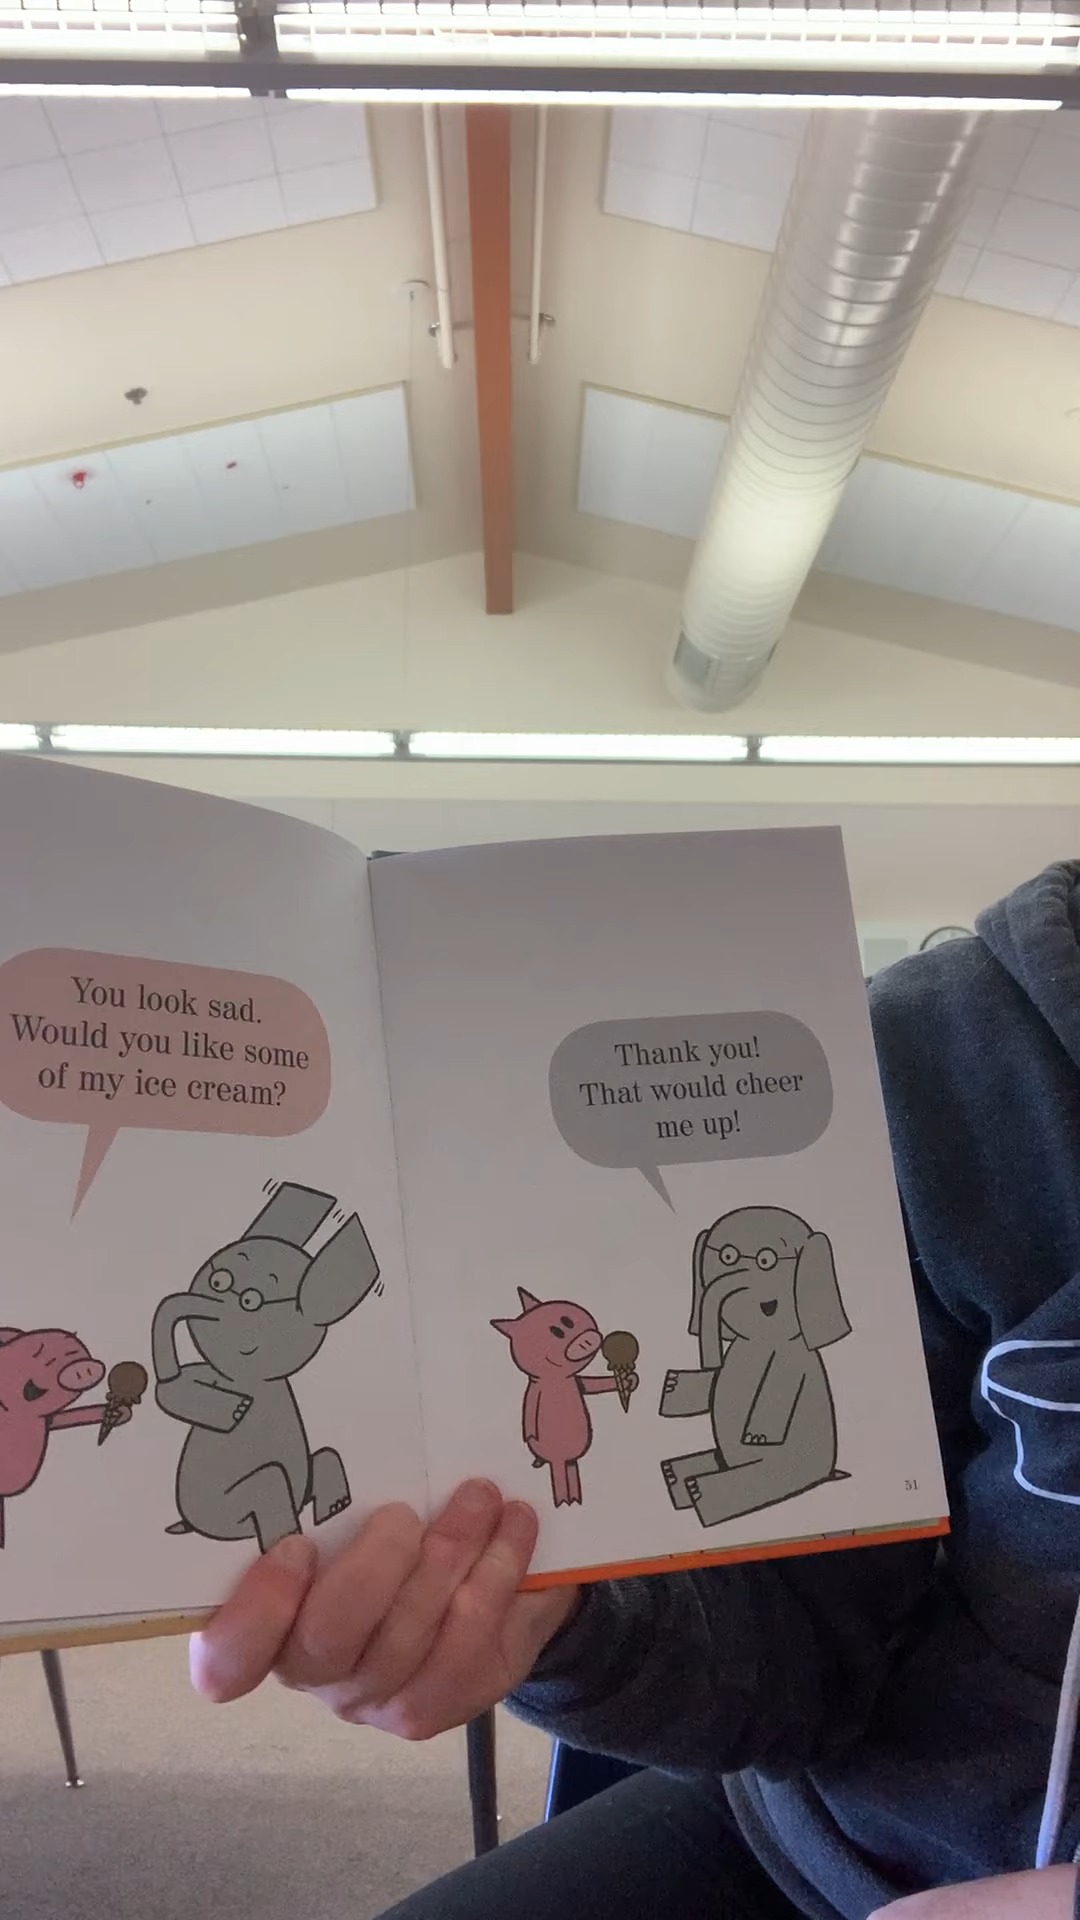 You look sad.
Would you like some
of my ice cream?
Thank you!
That would cheer
me up!
51